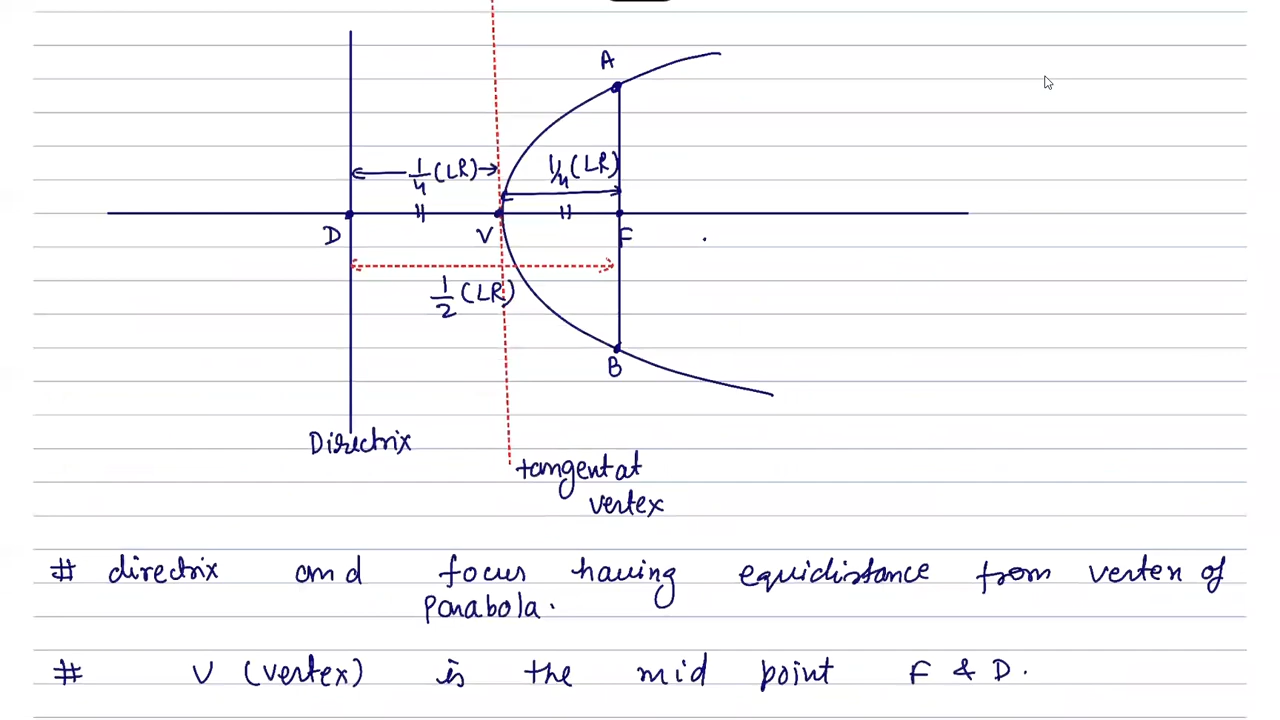 A
1/4 (LR)
1/4 (LR)
D
V
F
1/2 (LR)
B
Directrix
tangent at
vertex
# directrix and focus having equidistance from vertex of
parabola.
# V (vertex) is the mid point F & D.